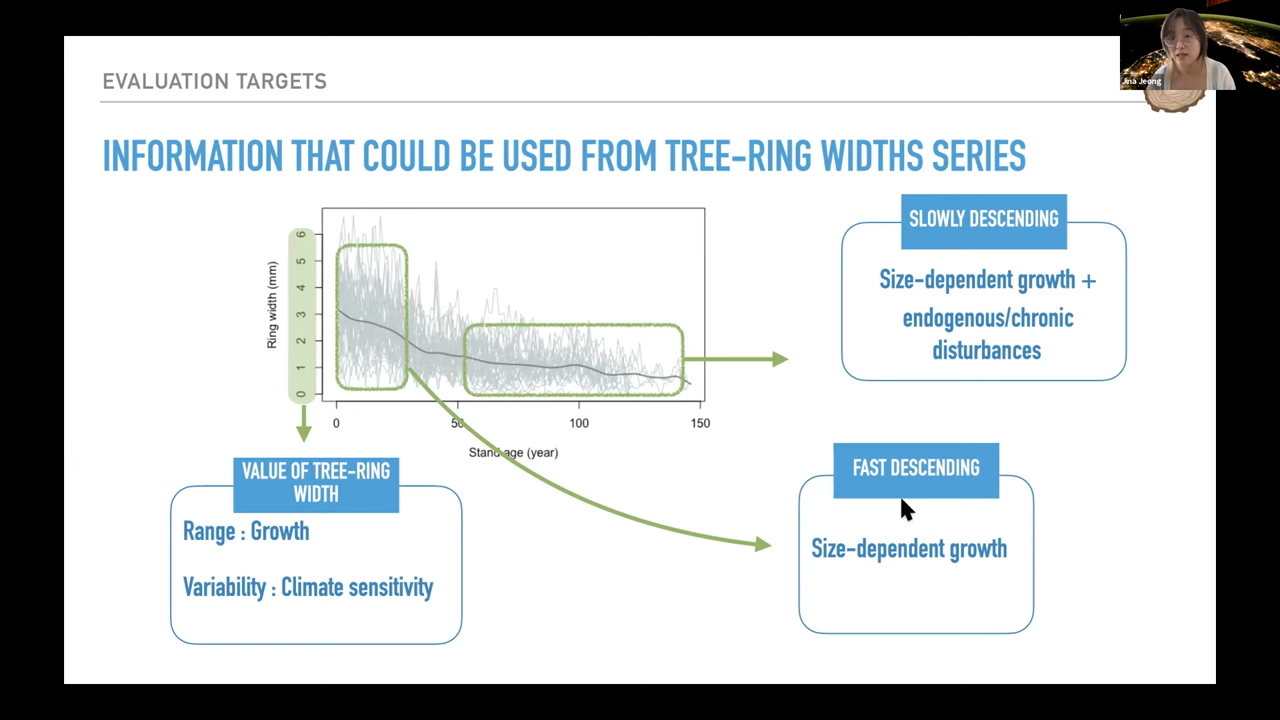 Jina Jeong
EVALUATION TARGETS
INFORMATION THAT COULD BE USED FROM TREE-RING WIDTHS SERIES
Ring width (mm)
6
5
4
3
2
1
0
0
50
100
150
Stand age (year)
SLOWLY DESCENDING
Size-dependent growth +
endogenous/chronic
disturbances
VALUE OF TREE-RING
WIDTH
Range : Growth
Variability : Climate sensitivity
FAST DESCENDING
Size-dependent growth